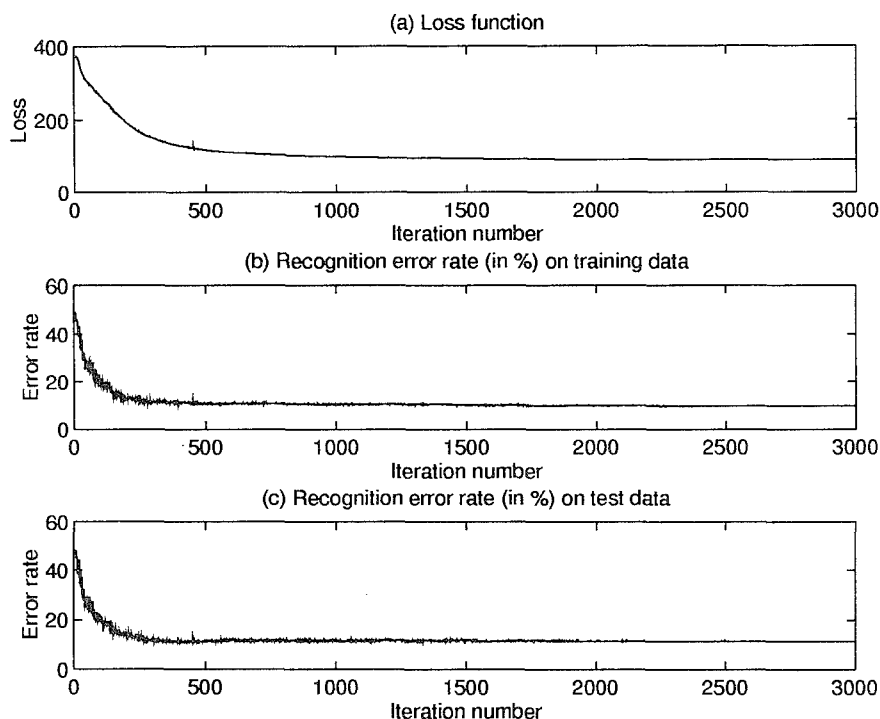 (a) Loss function
400
200
0
Loss
0 500 1000 1500 2000 2500 3000
Iteration number
(b) Recognition error rate (in %) on training data
60
40
20
0
Error rate
0 500 1000 1500 2000 2500 3000
Iteration number
(c) Recognition error rate (in %) on test data
60
40
20
0
Error rate
0 500 1000 1500 2000 2500 3000
Iteration number